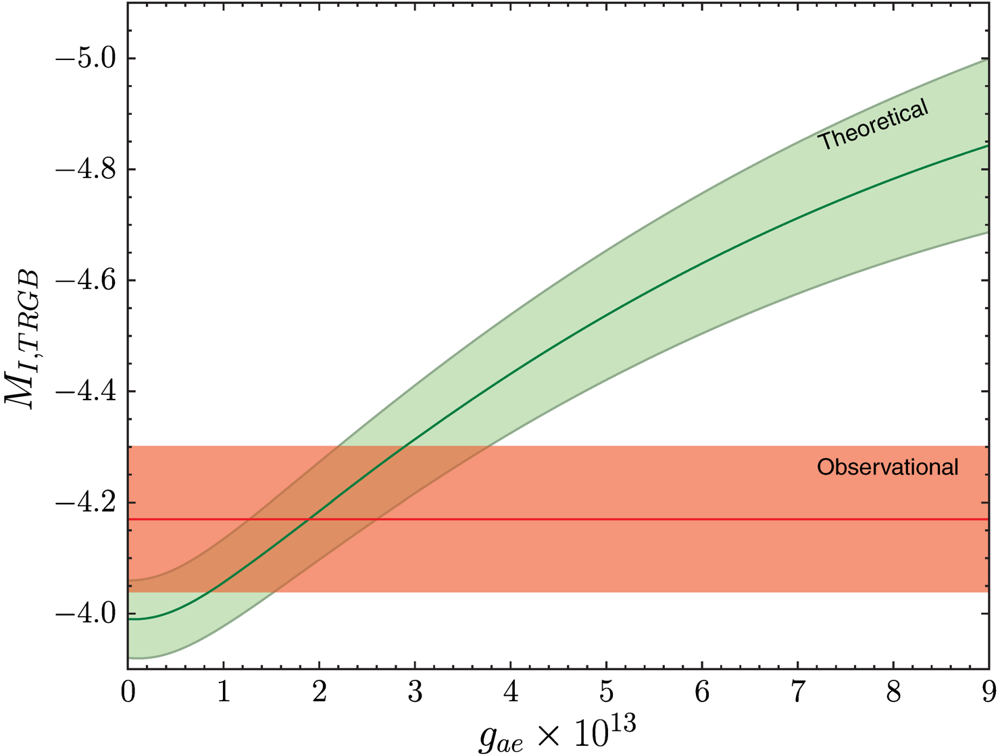 −5.0
−4.8
−4.6
−4.4
−4.2
−4.0
M_{I,TRGB}
Theoretical
Observational
0 1 2 3 4 5 6 7 8 9
g_{ae} × 10^{13}